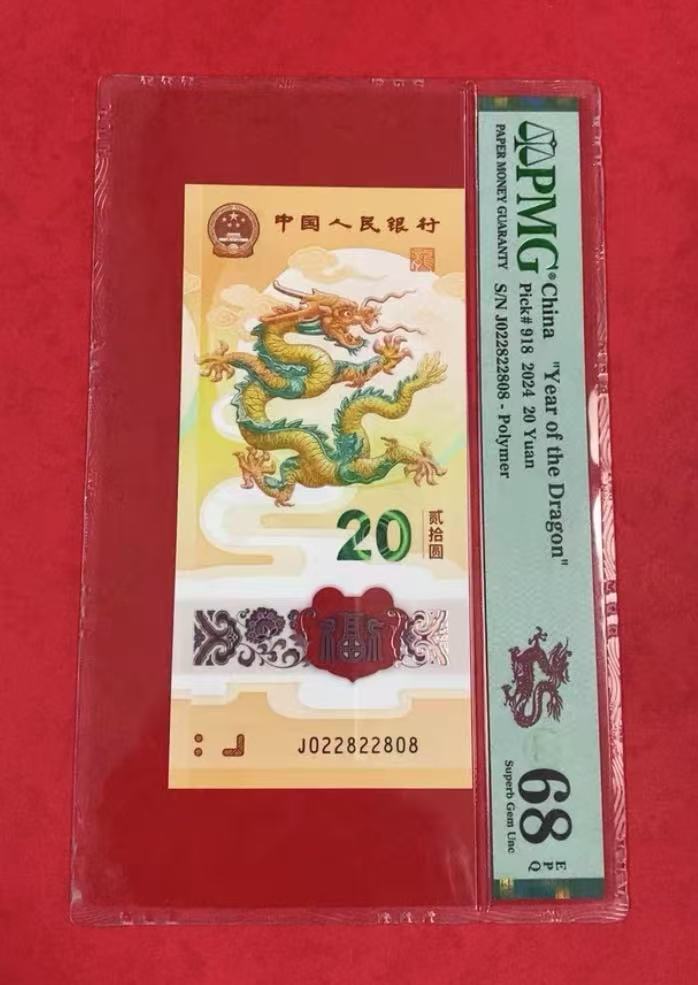 中国人民银行
20
贰拾圆
J022822808
PMG®
PAPER MONEY GUARANTY
China "Year of the Dragon"
Pick# 918 2024 20 Yuan
S/N J022822808 - Polymer
68 EPQ
Superb Gem Unc